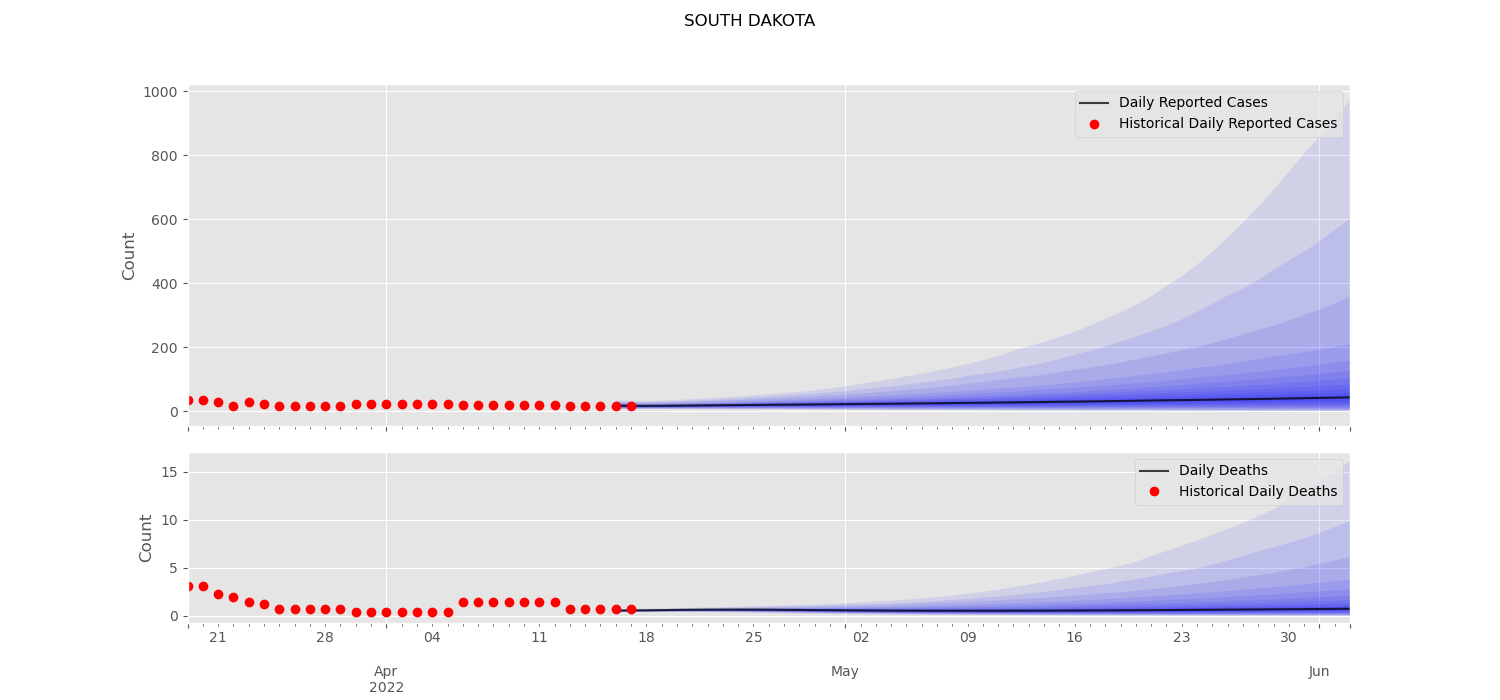 SOUTH DAKOTA
1000
800
600
400
200
0
Count
Daily Reported Cases
Historical Daily Reported Cases
15
10
5
0
Count
Daily Deaths
Historical Daily Deaths
21 28 04 11 18 25 02 09 16 23 30
Apr May Jun
2022